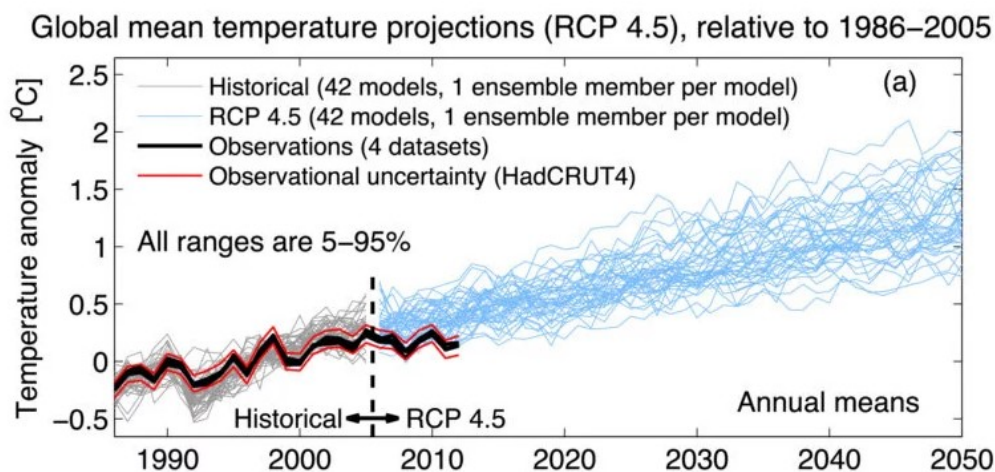 Global mean temperature projections (RCP 4.5), relative to 1986–2005
(a)
Historical (42 models, 1 ensemble member per model)
RCP 4.5 (42 models, 1 ensemble member per model)
Observations (4 datasets)
Observational uncertainty (HadCRUT4)
All ranges are 5–95%
Temperature anomaly [°C]
2.5
2
1.5
1
0.5
0
−0.5
Historical
RCP 4.5
Annual means
1990 2000 2010 2020 2030 2040 2050